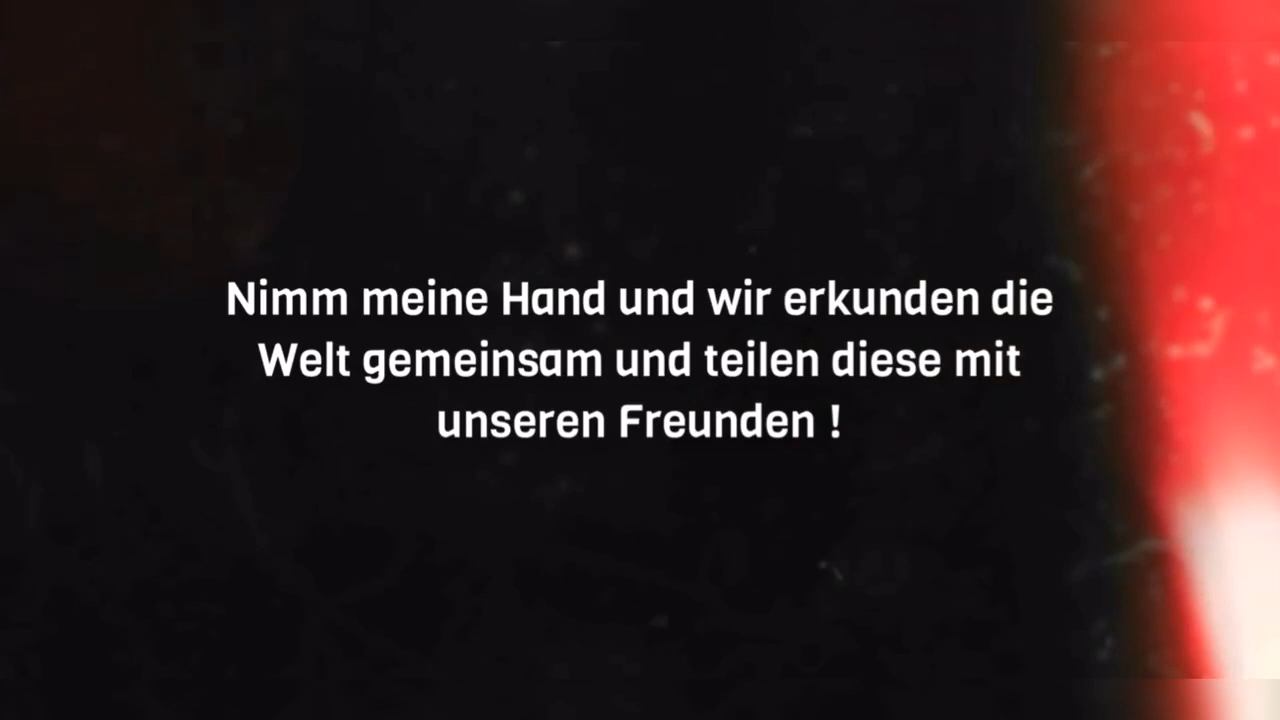 Nimm meine Hand und wir erkunden die
Welt gemeinsam und teilen diese mit
unseren Freunden !